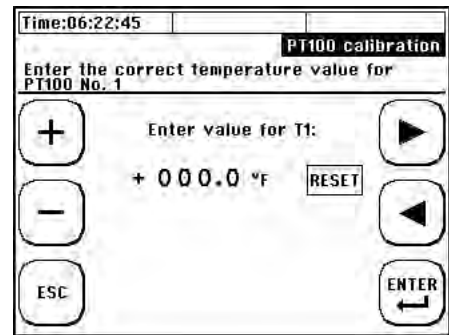 Time:06:22:45
PT100 calibration
Enter the correct temperature value for
PT100 No. 1
+
Enter value for T1:
+ 000.0 °F
RESET
−
ESC
ENTER